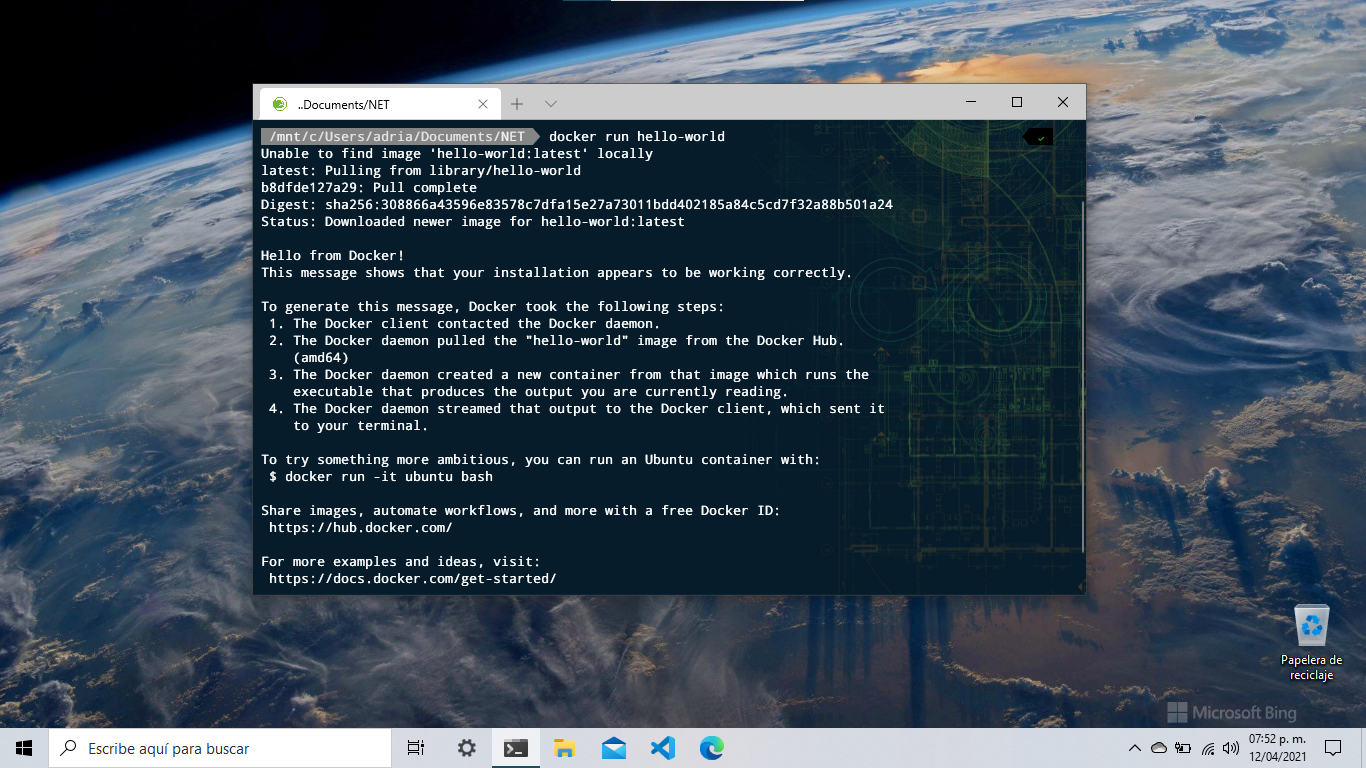 ..Documents/NET
/mnt/c/Users/adria/Documents/NET docker run hello-world
Unable to find image 'hello-world:latest' locally
latest: Pulling from library/hello-world
b8dfde127a29: Pull complete
Digest: sha256:308866a43596e83578c7dfa15e27a73011bdd402185a84c5cd7f32a88b501a24
Status: Downloaded newer image for hello-world:latest
Hello from Docker!
This message shows that your installation appears to be working correctly.
To generate this message, Docker took the following steps:
1. The Docker client contacted the Docker daemon.
2. The Docker daemon pulled the "hello-world" image from the Docker Hub.
(amd64)
3. The Docker daemon created a new container from that image which runs the
executable that produces the output you are currently reading.
4. The Docker daemon streamed that output to the Docker client, which sent it
to your terminal.
To try something more ambitious, you can run an Ubuntu container with:
$ docker run -it ubuntu bash
Share images, automate workflows, and more with a free Docker ID:
https://hub.docker.com/
For more examples and ideas, visit:
https://docs.docker.com/get-started/
Papelera de
reciclaje
Microsoft Bing
Escribe aquí para buscar
07:52 p. m.
12/04/2021